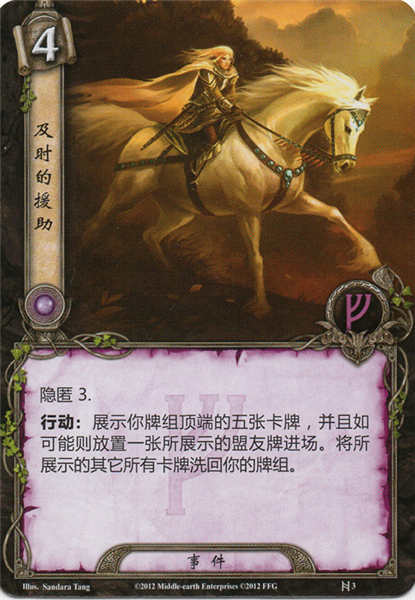 4
及时的援助
隐匿 3.
行动：展示你牌组顶端的五张卡牌，并且如
可能则放置一张所展示的盟友牌进场。将所
展示的其它所有卡牌洗回你的牌组。
事件
Illus. Sandara Tang
©2012 Middle-earth Enterprises ©2012 FFG
3